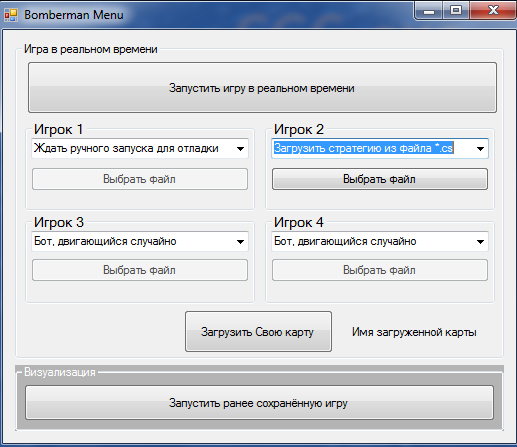 Bomberman Menu
Игра в реальном времени
Запустить игру в реальном времени
Игрок 1
Игрок 2
Ждать ручного запуска для отладки
Загрузить стратегию из файла *.cs
Выбрать файл
Выбрать файл
Игрок 3
Игрок 4
Бот, двигающийся случайно
Бот, двигающийся случайно
Выбрать файл
Выбрать файл
Загрузить Свою карту
Имя загруженной карты
Визуализация
Запустить ранее сохранённую игру